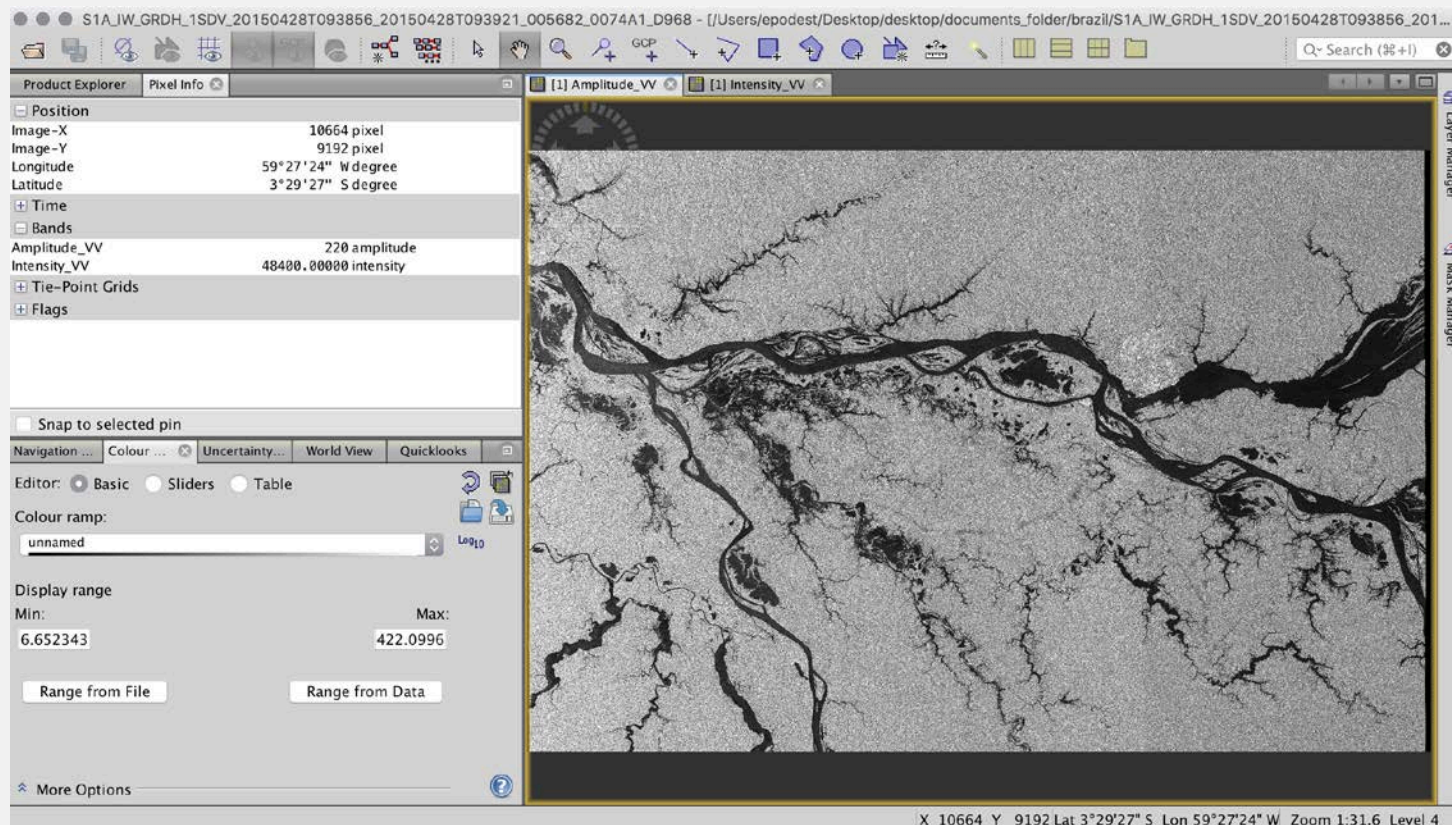 S1A_IW_GRDH_1SDV_20150428T093856_20150428T093921_005682_0074A1_D968 - [/Users/epodest/Desktop/desktop/documents_folder/brazil/S1A_IW_GRDH_1SDV_20150428T093856_201...
GCP
Search (⌘+I)
Product Explorer Pixel Info
[1] Amplitude_VV [1] Intensity_VV
Position
Image-X 10664 pixel
Image-Y 9192 pixel
Longitude 59°27'24" W degree
Latitude 3°29'27" S degree
Time
Bands
Amplitude_VV 220 amplitude
Intensity_VV 48400.00000 intensity
Tie-Point Grids
Flags
Snap to selected pin
Navigation ... Colour ... Uncertainty... World View Quicklooks
Editor: Basic Sliders Table
Colour ramp:
unnamed
Log10
Display range
Min: Max:
6.652343 422.0996
Range from File Range from Data
More Options
Layer Manager
Mask Manager
X 10664 Y 9192 Lat 3°29'27" S Lon 59°27'24" W Zoom 1:31.6 Level 4